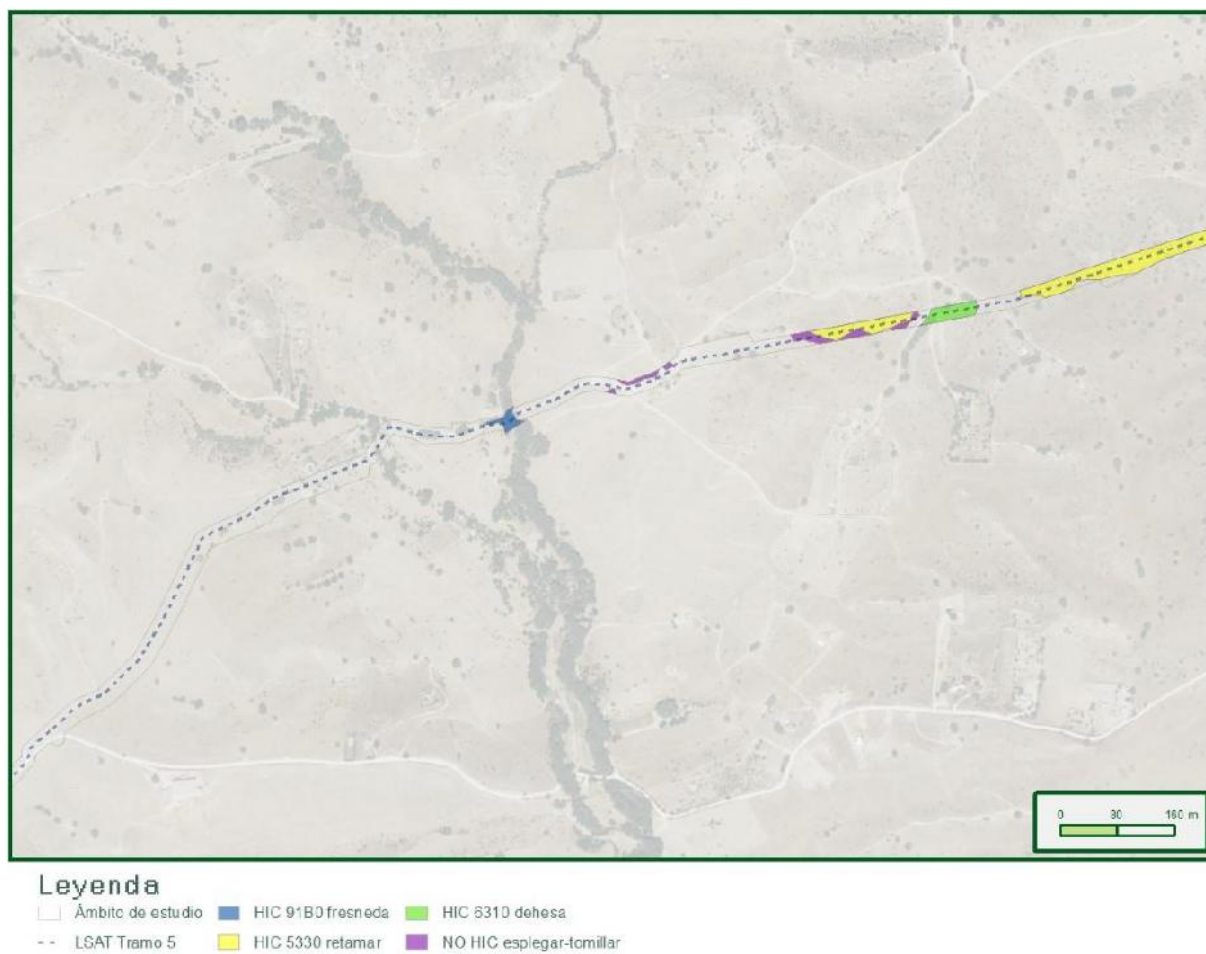 0 80 160 m
Leyenda
Ámbito de estudio HIC 91B0 fresneda HIC 6310 dehesa
LSAT Tramo 5 HIC 5330 retamar NO HIC esplegar-tomillar